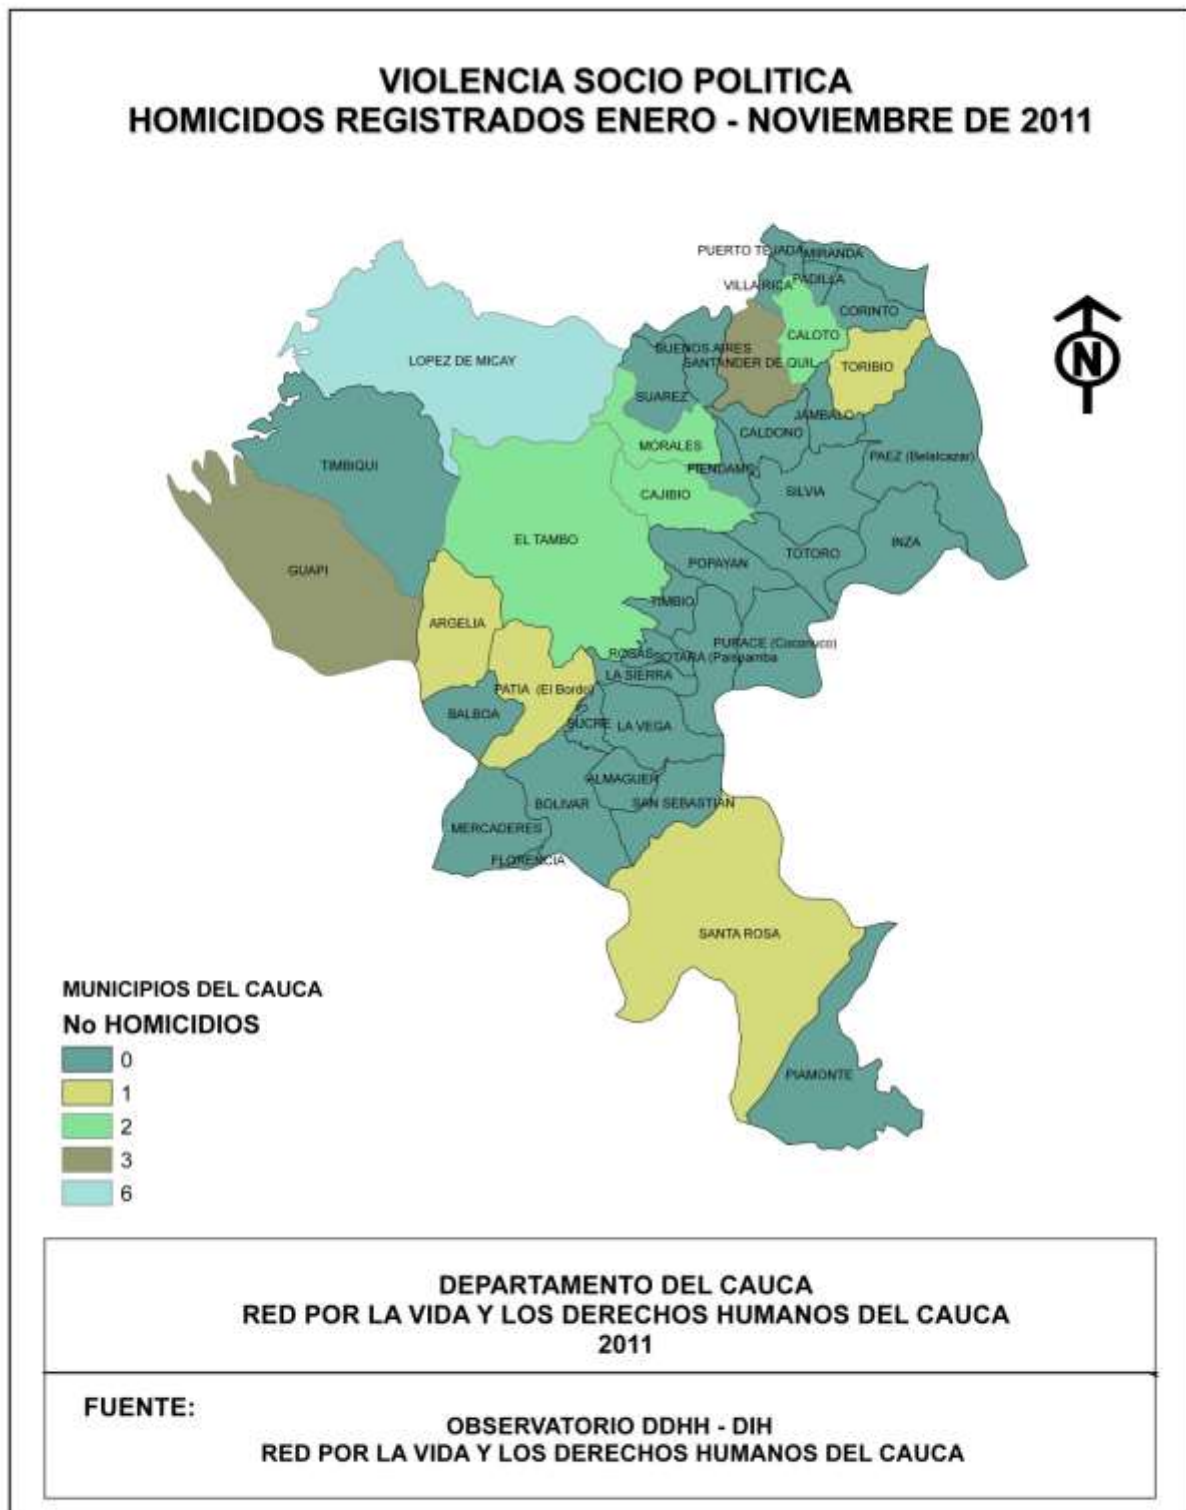 VIOLENCIA SOCIO POLITICA
HOMICIDOS REGISTRADOS ENERO - NOVIEMBRE DE 2011
PUERTO TEJADA
MIRANDA
VILLA RICA
PADILLA
CORINTO
CALOTO
BUENOS AIRES
SANTANDER DE QUIL
TORIBIO
LOPEZ DE MICAY
SUAREZ
JAMBALO
CALDONO
MORALES
PAEZ (Belalcazar)
TIMBIQUI
PIENDAMO
CAJIBIO
SILVIA
EL TAMBO
INZA
TOTORO
POPAYAN
GUAPI
TIMBIO
ARGELIA
PURACE (Coconuco)
ROSAS
SOTARA (Paispamba
LA SIERRA
PATIA (El Bordo)
BALBOA
SUCRE
LA VEGA
ALMAGUER
BOLIVAR
SAN SEBASTIAN
MERCADERES
FLORENCIA
SANTA ROSA
PIAMONTE
N
MUNICIPIOS DEL CAUCA
No HOMICIDIOS
0
1
2
3
6
DEPARTAMENTO DEL CAUCA
RED POR LA VIDA Y LOS DERECHOS HUMANOS DEL CAUCA
2011
FUENTE:
OBSERVATORIO DDHH - DIH
RED POR LA VIDA Y LOS DERECHOS HUMANOS DEL CAUCA